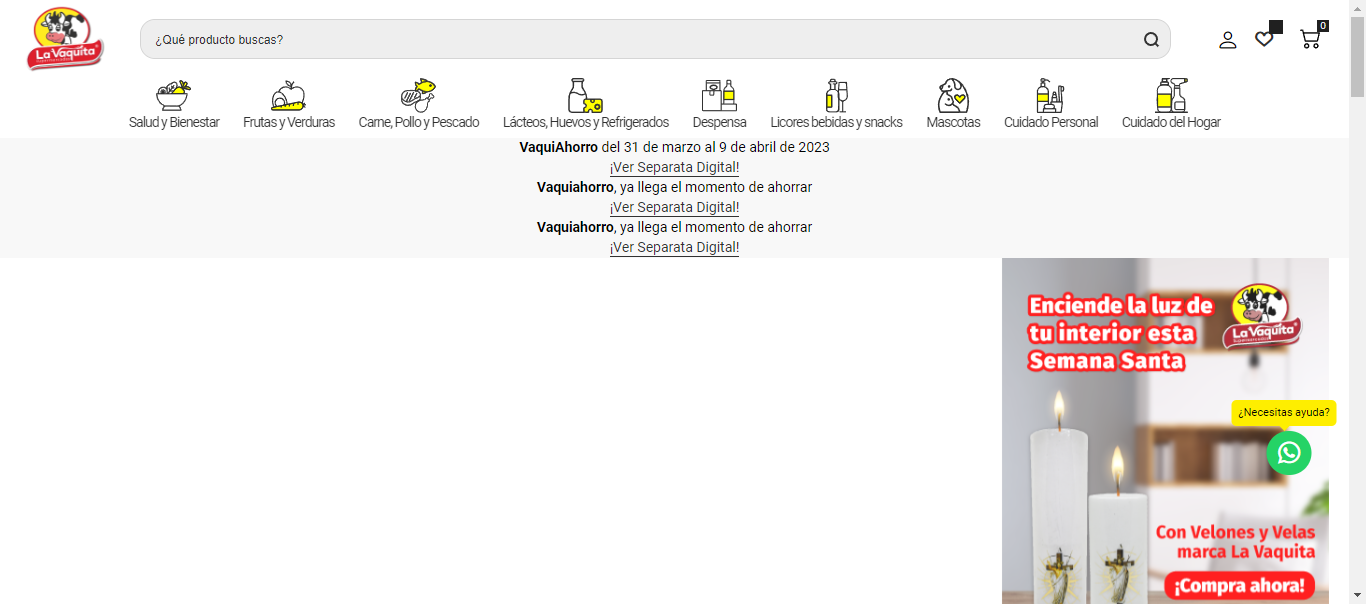 La Vaquita
¿Qué producto buscas?
0
Salud y Bienestar
Frutas y Verduras
Carne, Pollo y Pescado
Lácteos, Huevos y Refrigerados
Despensa
Licores bebidas y snacks
Mascotas
Cuidado Personal
Cuidado del Hogar
VaquiAhorro del 31 de marzo al 9 de abril de 2023
¡Ver Separata Digital!
Vaquiahorro, ya llega el momento de ahorrar
¡Ver Separata Digital!
Vaquiahorro, ya llega el momento de ahorrar
¡Ver Separata Digital!
Enciende la luz de
tu interior esta
Semana Santa
La Vaquita
¿Necesitas ayuda?
Con Velones y Velas
marca La Vaquita
¡Compra ahora!